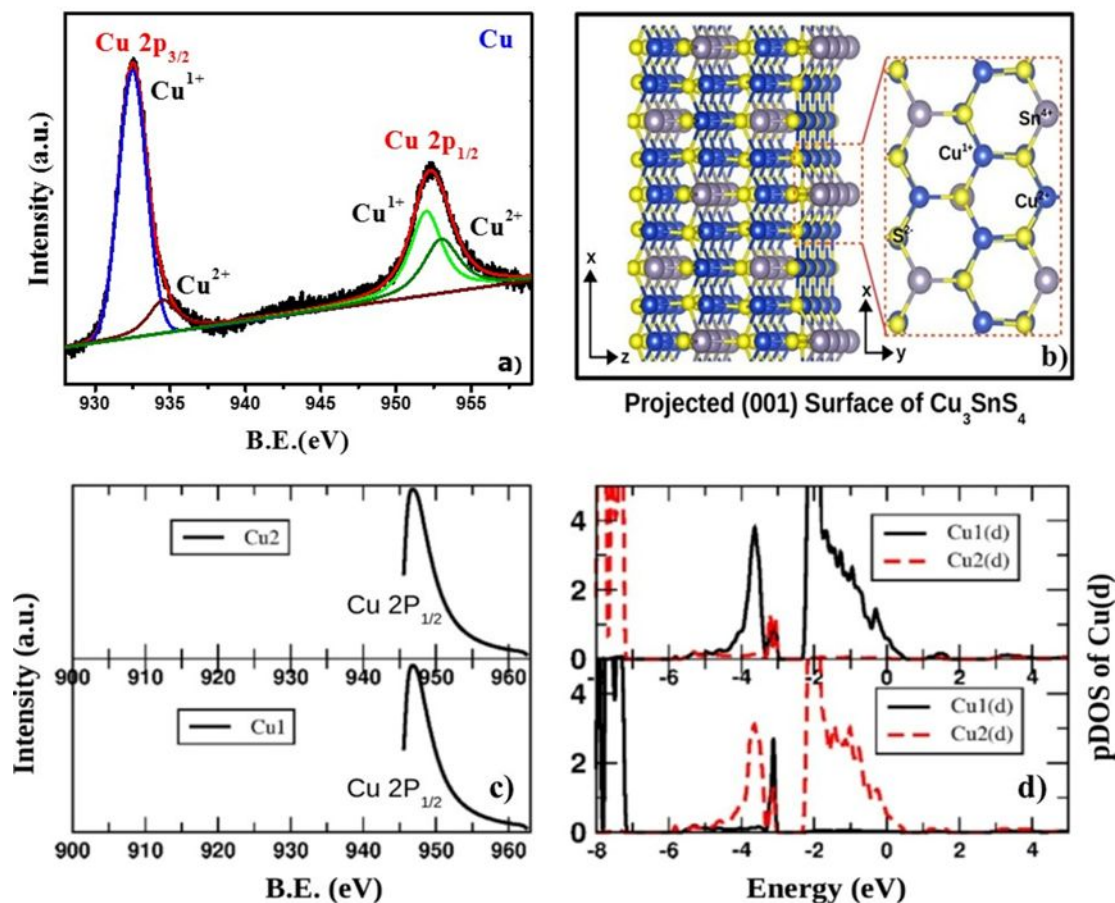 Cu 2p3/2
Cu
Cu1+
Cu 2p1/2
Cu1+
Cu2+
Cu2+
a)
Intensity (a.u.)
930 935 940 945 950 955
B.E.(eV)
Sn4+
Cu1+
Cu2+
S2-
x
z
x
y
b)
Projected (001) Surface of Cu3SnS4
Cu2
Cu 2P1/2
900 910 920 930 940 950 960
Cu1
Cu 2P1/2
c)
900 910 920 930 940 950 960
Intensity (a.u.)
B.E. (eV)
4
2
0
Cu1(d)
Cu2(d)
-8 -6 -4 -2 0 2 4
4
2
0
Cu1(d)
Cu2(d)
d)
-8 -6 -4 -2 0 2 4
Energy (eV)
pDOS of Cu(d)